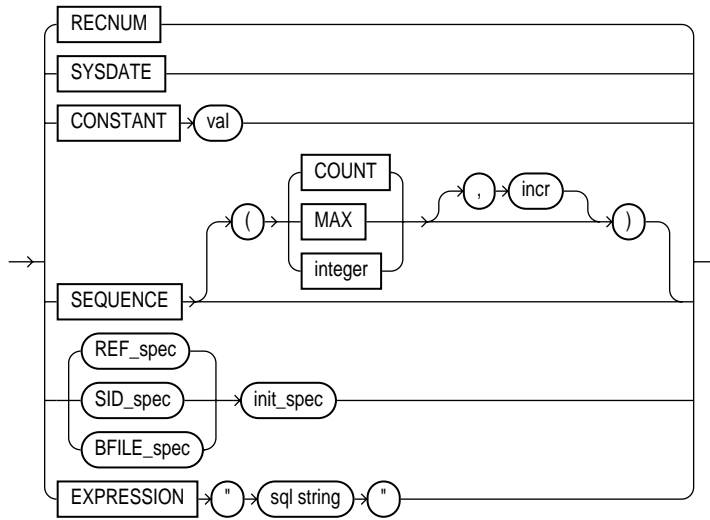 RECNUM
SYSDATE
CONSTANT val
COUNT
, incr
( MAX )
integer
SEQUENCE
REF_spec
SID_spec init_spec
BFILE_spec
EXPRESSION " sql string "